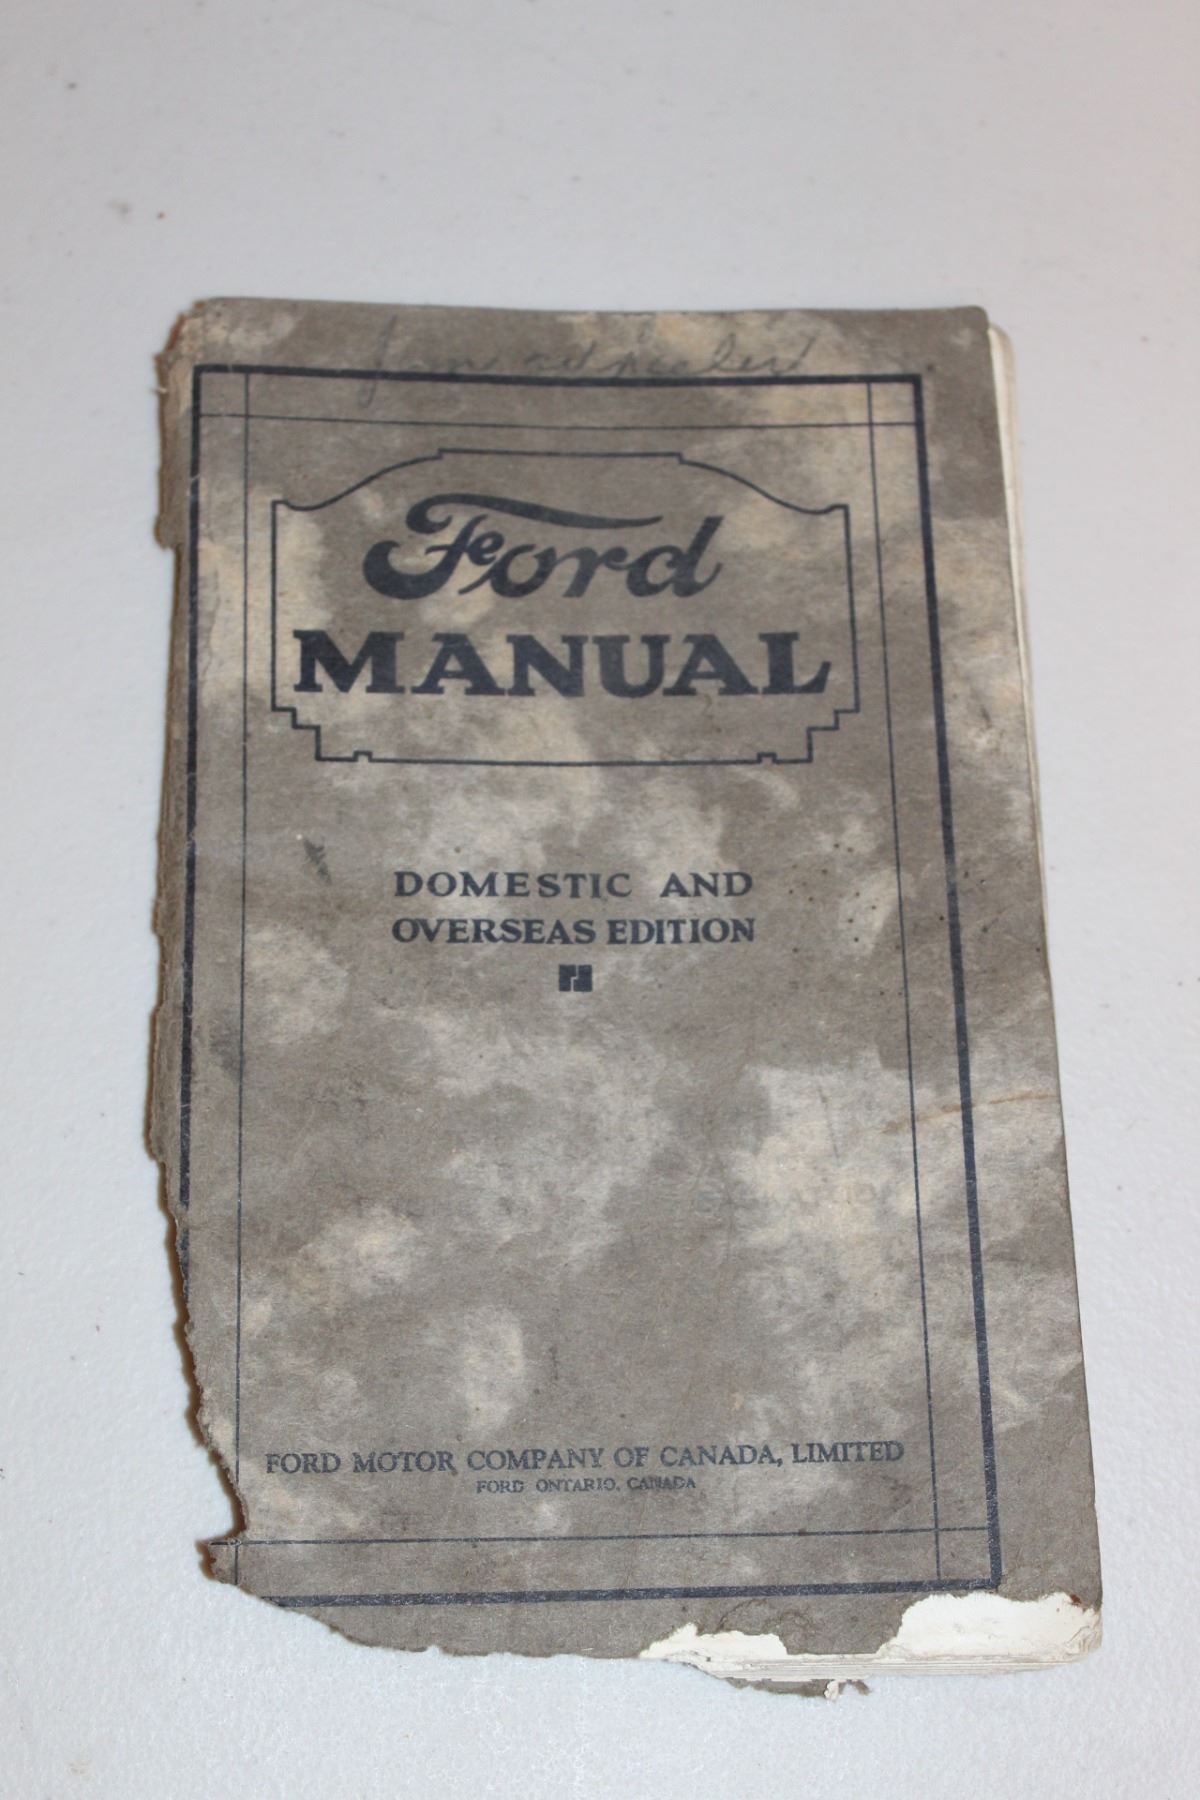 Ford
MANUAL
DOMESTIC AND
OVERSEAS EDITION
FORD MOTOR COMPANY OF CANADA, LIMITED
FORD ONTARIO, CANADA